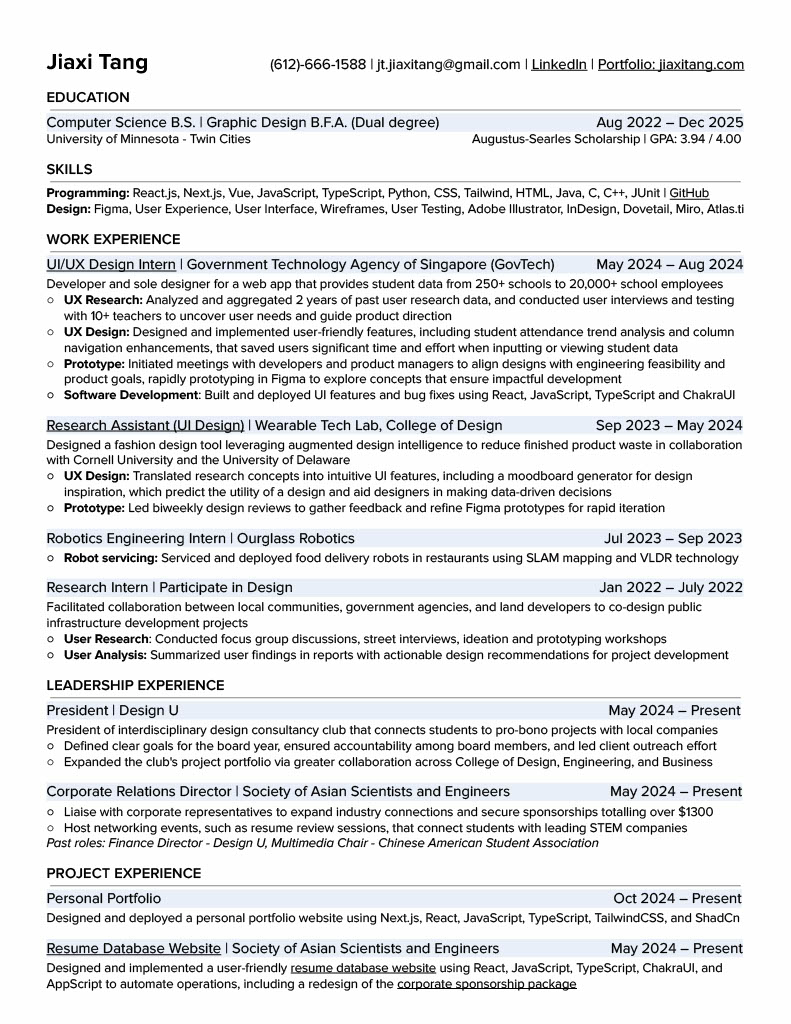 Jiaxi Tang (612)-666-1588 | jt.jiaxitang@gmail.com | LinkedIn | Portfolio: jiaxitang.com
EDUCATION
Computer Science B.S. | Graphic Design B.F.A. (Dual degree) Aug 2022 – Dec 2025
University of Minnesota - Twin Cities Augustus-Searles Scholarship | GPA: 3.94 / 4.00
SKILLS
Programming: React.js, Next.js, Vue, JavaScript, TypeScript, Python, CSS, Tailwind, HTML, Java, C, C++, JUnit | GitHub
Design: Figma, User Experience, User Interface, Wireframes, User Testing, Adobe Illustrator, InDesign, Dovetail, Miro, Atlas.ti
WORK EXPERIENCE
UI/UX Design Intern | Government Technology Agency of Singapore (GovTech) May 2024 – Aug 2024
Developer and sole designer for a web app that provides student data from 250+ schools to 20,000+ school employees
○ UX Research: Analyzed and aggregated 2 years of past user research data, and conducted user interviews and testing
with 10+ teachers to uncover user needs and guide product direction
○ UX Design: Designed and implemented user-friendly features, including student attendance trend analysis and column
navigation enhancements, that saved users significant time and effort when inputting or viewing student data
○ Prototype: Initiated meetings with developers and product managers to align designs with engineering feasibility and
product goals, rapidly prototyping in Figma to explore concepts that ensure impactful development
○ Software Development: Built and deployed UI features and bug fixes using React, JavaScript, TypeScript and ChakraUI
Research Assistant (UI Design) | Wearable Tech Lab, College of Design Sep 2023 – May 2024
Designed a fashion design tool leveraging augmented design intelligence to reduce finished product waste in collaboration
with Cornell University and the University of Delaware
○ UX Design: Translated research concepts into intuitive UI features, including a moodboard generator for design
inspiration, which predict the utility of a design and aid designers in making data-driven decisions
○ Prototype: Led biweekly design reviews to gather feedback and refine Figma prototypes for rapid iteration
Robotics Engineering Intern | Ourglass Robotics Jul 2023 – Sep 2023
○ Robot servicing: Serviced and deployed food delivery robots in restaurants using SLAM mapping and VLDR technology
Research Intern | Participate in Design Jan 2022 – July 2022
Facilitated collaboration between local communities, government agencies, and land developers to co-design public
infrastructure development projects
○ User Research: Conducted focus group discussions, street interviews, ideation and prototyping workshops
○ User Analysis: Summarized user findings in reports with actionable design recommendations for project development
LEADERSHIP EXPERIENCE
President | Design U May 2024 – Present
President of interdisciplinary design consultancy club that connects students to pro-bono projects with local companies
○ Defined clear goals for the board year, ensured accountability among board members, and led client outreach effort
○ Expanded the club's project portfolio via greater collaboration across College of Design, Engineering, and Business
Corporate Relations Director | Society of Asian Scientists and Engineers May 2024 – Present
○ Liaise with corporate representatives to expand industry connections and secure sponsorships totalling over $1300
○ Host networking events, such as resume review sessions, that connect students with leading STEM companies
Past roles: Finance Director - Design U, Multimedia Chair - Chinese American Student Association
PROJECT EXPERIENCE
Personal Portfolio Oct 2024 – Present
Designed and deployed a personal portfolio website using Next.js, React, JavaScript, TypeScript, TailwindCSS, and ShadCn
Resume Database Website | Society of Asian Scientists and Engineers May 2024 – Present
Designed and implemented a user-friendly resume database website using React, JavaScript, TypeScript, ChakraUI, and
AppScript to automate operations, including a redesign of the corporate sponsorship package